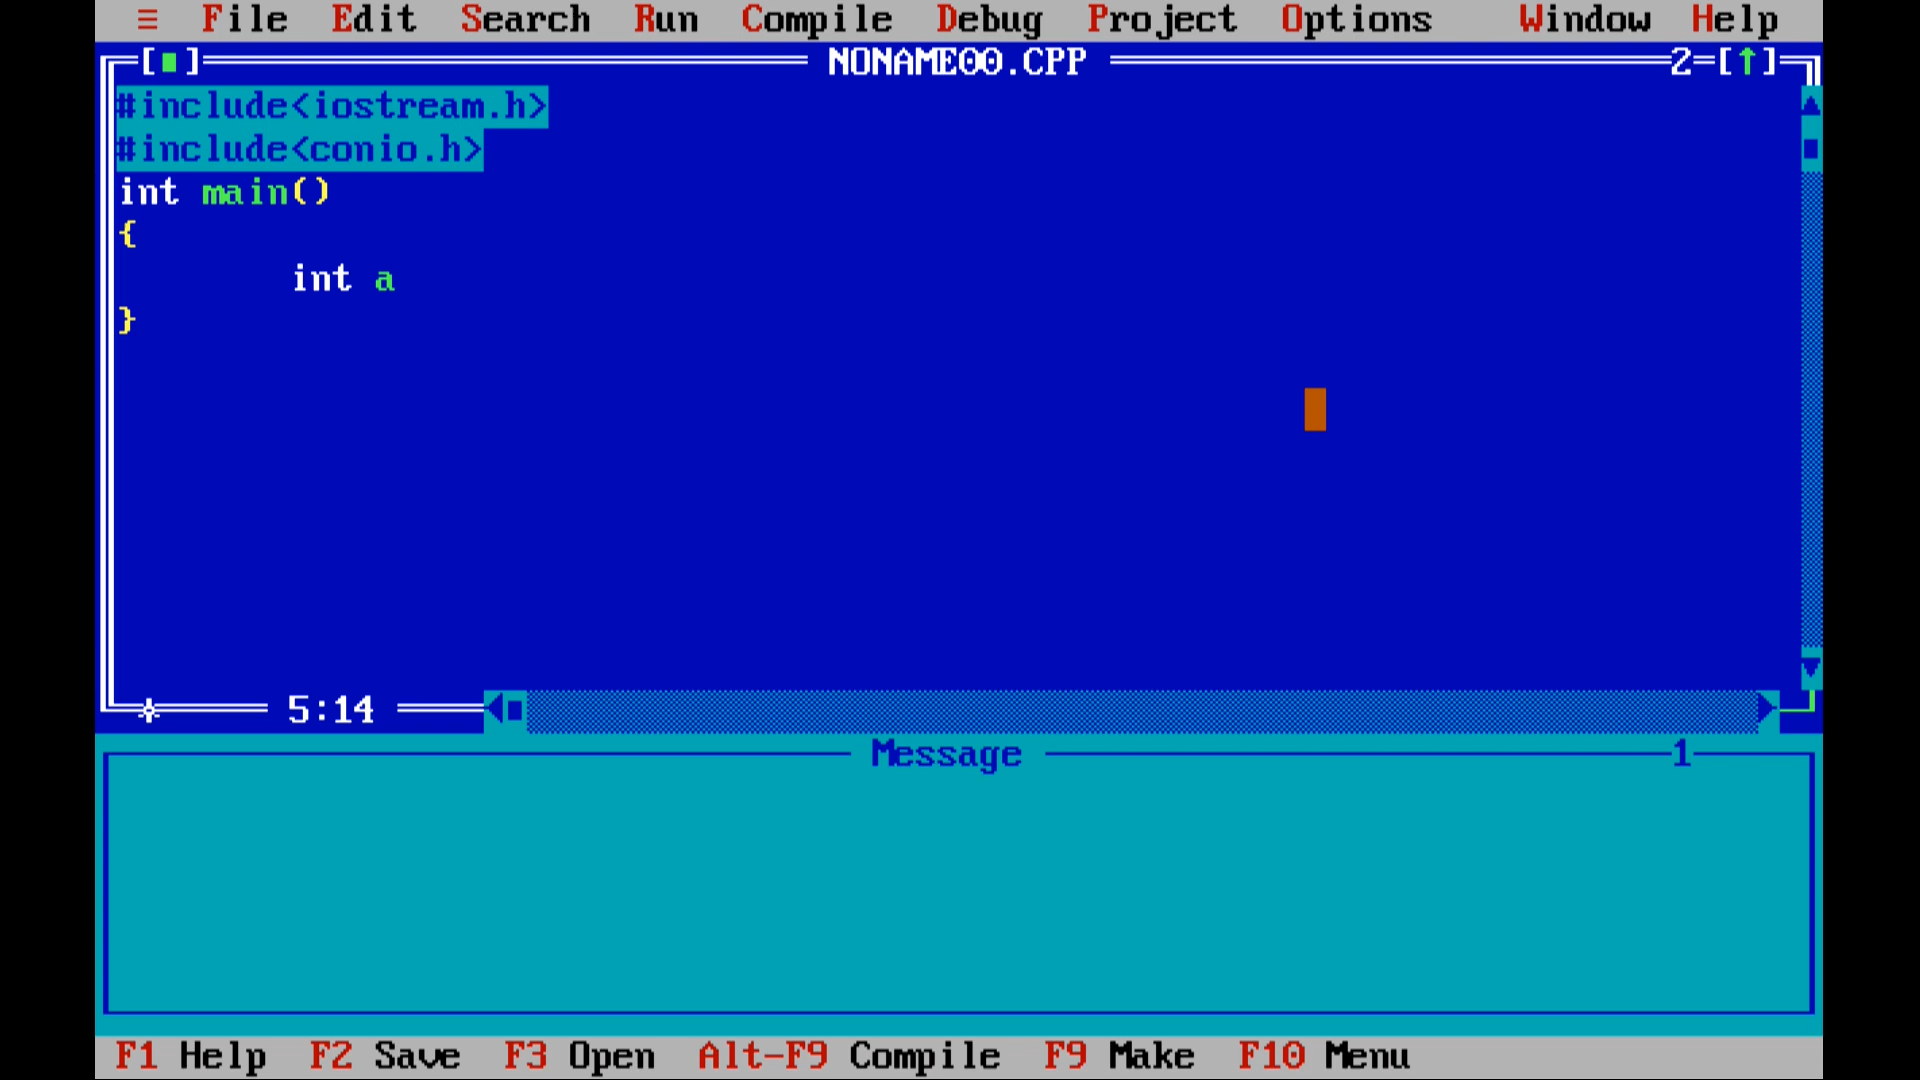 ≡ File Edit Search Run Compile Debug Project Options Window Help
[■] NONAME00.CPP 2=[↑]
#include<iostream.h>
#include<conio.h>
int main()
{
int a
}
5:14
Message 1
F1 Help F2 Save F3 Open Alt-F9 Compile F9 Make F10 Menu